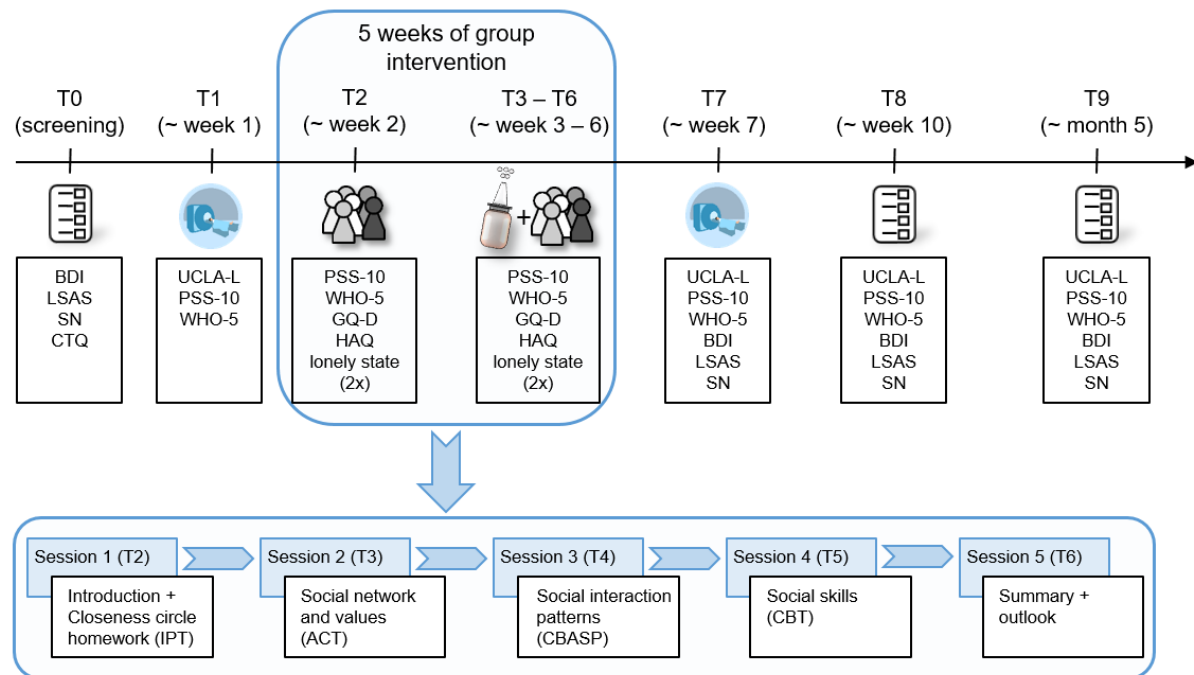 5 weeks of group
intervention
T0
(screening)
T1
(~ week 1)
T2
(~ week 2)
T3 – T6
(~ week 3 – 6)
T7
(~ week 7)
T8
(~ week 10)
T9
(~ month 5)
+
BDI
LSAS
SN
CTQ
UCLA-L
PSS-10
WHO-5
PSS-10
WHO-5
GQ-D
HAQ
lonely state
(2x)
PSS-10
WHO-5
GQ-D
HAQ
lonely state
(2x)
UCLA-L
PSS-10
WHO-5
BDI
LSAS
SN
UCLA-L
PSS-10
WHO-5
BDI
LSAS
SN
UCLA-L
PSS-10
WHO-5
BDI
LSAS
SN
Session 1 (T2)
Introduction +
Closeness circle
homework (IPT)
Session 2 (T3)
Social network
and values
(ACT)
Session 3 (T4)
Social interaction
patterns
(CBASP)
Session 4 (T5)
Social skills
(CBT)
Session 5 (T6)
Summary +
outlook